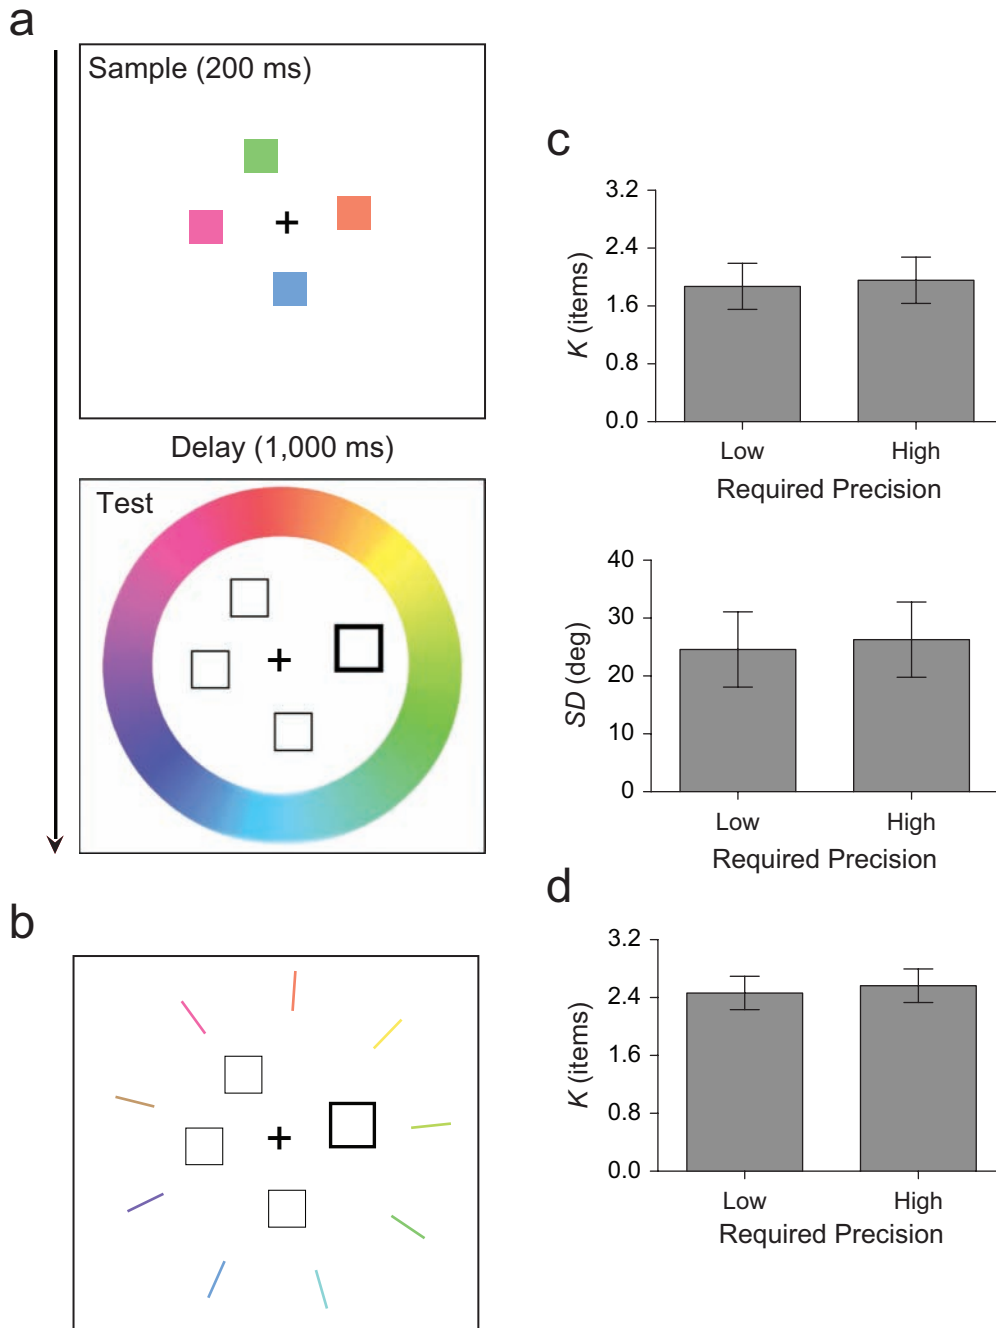 a
Sample (200 ms)
Delay (1,000 ms)
Test
b
c
3.2
2.4
1.6
0.8
0.0
K (items)
Low High
Required Precision
40
30
20
10
0
SD (deg)
Low High
Required Precision
d
3.2
2.4
1.6
0.8
0.0
K (items)
Low High
Required Precision